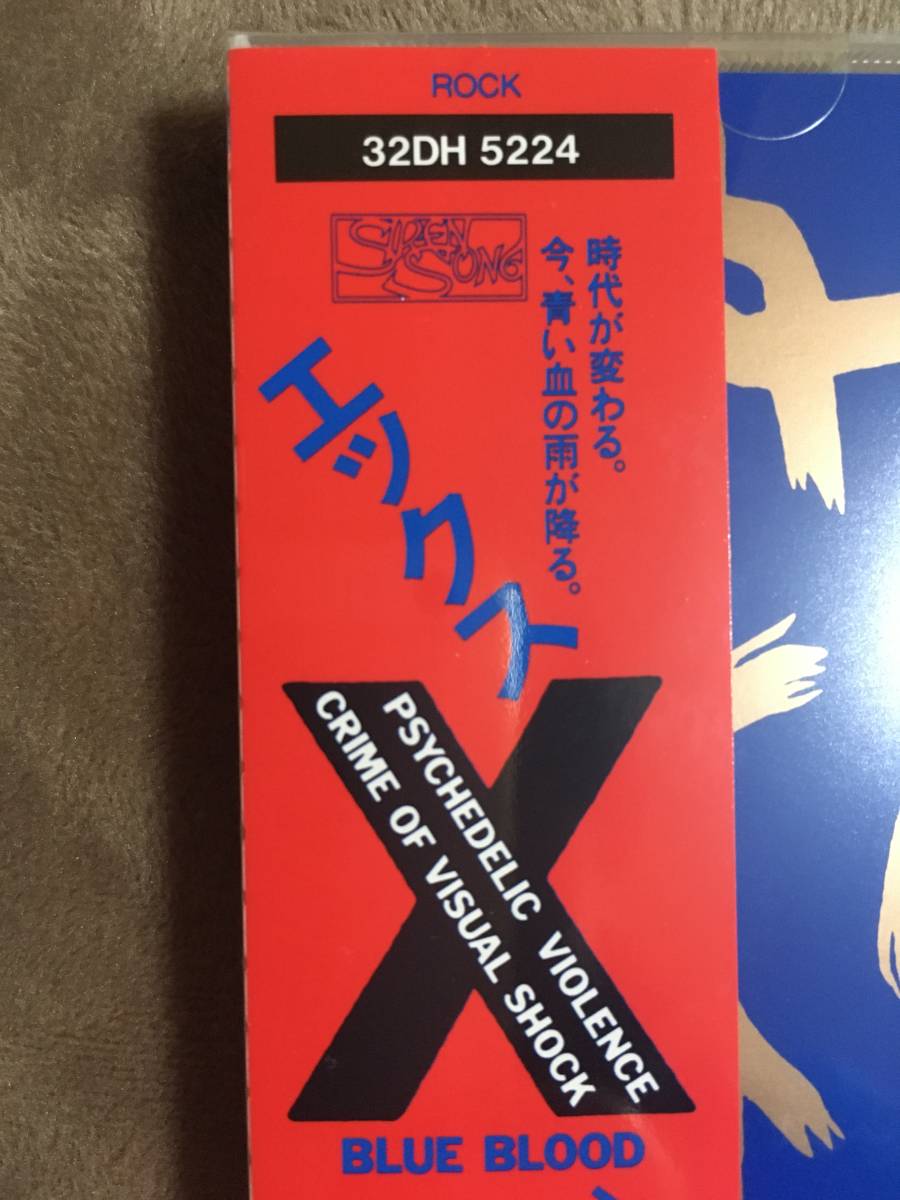 ROCK
32DH 5224
SIREN SONG
時代が変わる。
今、青い血の雨が降る。
エックス
X
PSYCHEDELIC VIOLENCE
CRIME OF VISUAL SHOCK
BLUE BLOOD